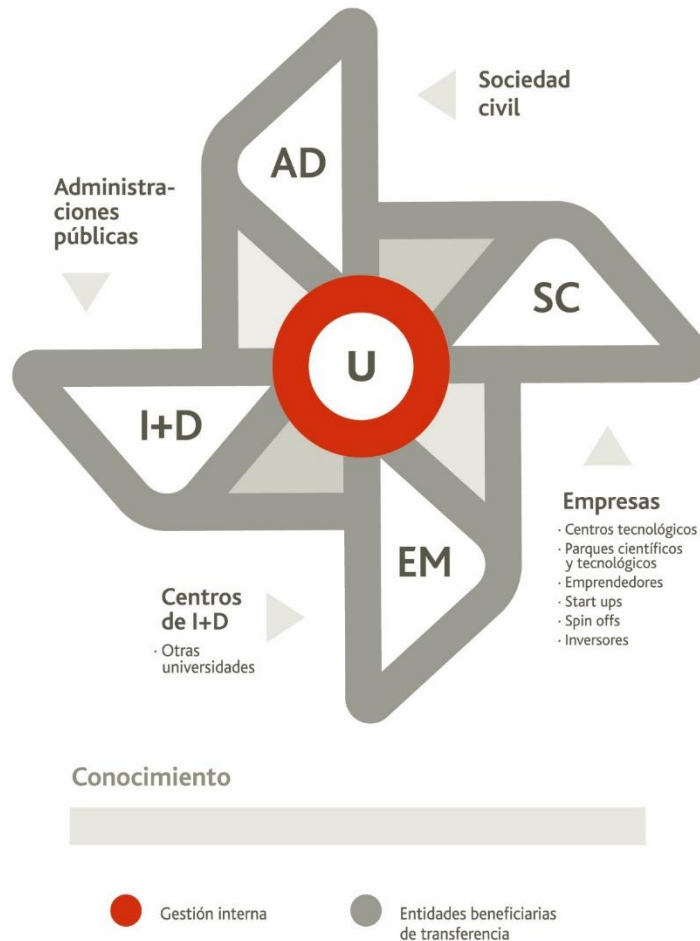 Sociedad
civil
AD
Administra-
ciones
públicas
SC
U
I+D
Empresas
· Centros tecnológicos
· Parques científicos
y tecnológicos
· Emprendedores
· Start ups
· Spin offs
· Inversores
EM
Centros
de I+D
· Otras
universidades
Conocimiento
Gestión interna
Entidades beneficiarias
de transferencia